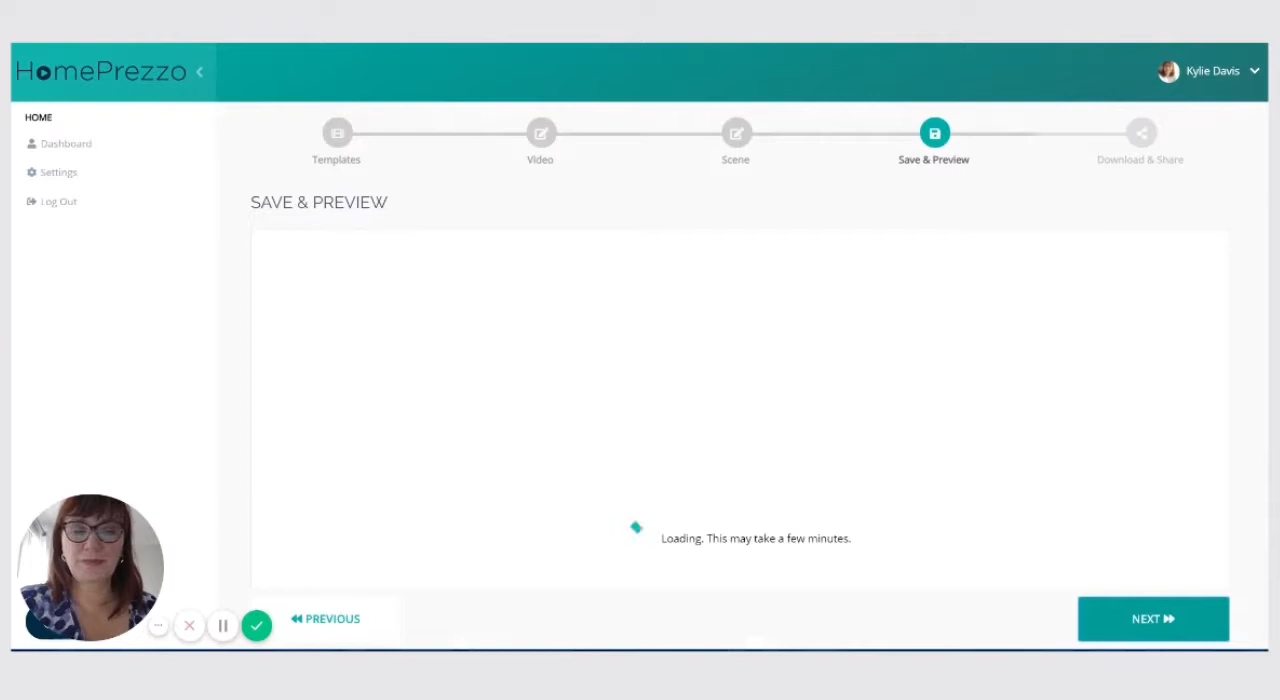 HomePrezzo
Kylie Davis
HOME
Dashboard
Settings
Log Out
Templates
Video
Scene
Save & Preview
Download & Share
SAVE & PREVIEW
Loading. This may take a few minutes.
PREVIOUS
NEXT